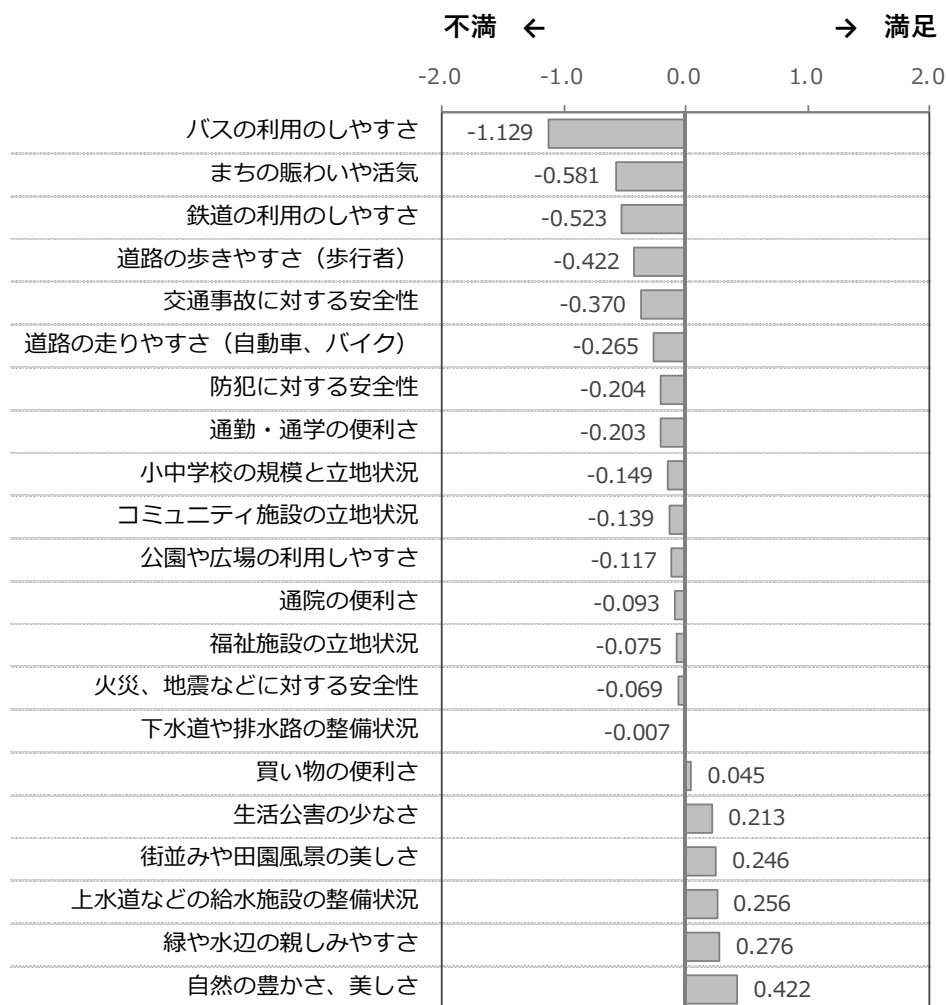 不満 ← → 満足
-2.0 -1.0 0.0 1.0 2.0
バスの利用のしやすさ -1.129
まちの賑わいや活気 -0.581
鉄道の利用のしやすさ -0.523
道路の歩きやすさ（歩行者） -0.422
交通事故に対する安全性 -0.370
道路の走りやすさ（自動車、バイク） -0.265
防犯に対する安全性 -0.204
通勤・通学の便利さ -0.203
小中学校の規模と立地状況 -0.149
コミュニティ施設の立地状況 -0.139
公園や広場の利用しやすさ -0.117
通院の便利さ -0.093
福祉施設の立地状況 -0.075
火災、地震などに対する安全性 -0.069
下水道や排水路の整備状況 -0.007
買い物の便利さ 0.045
生活公害の少なさ 0.213
街並みや田園風景の美しさ 0.246
上水道などの給水施設の整備状況 0.256
緑や水辺の親しみやすさ 0.276
自然の豊かさ、美しさ 0.422